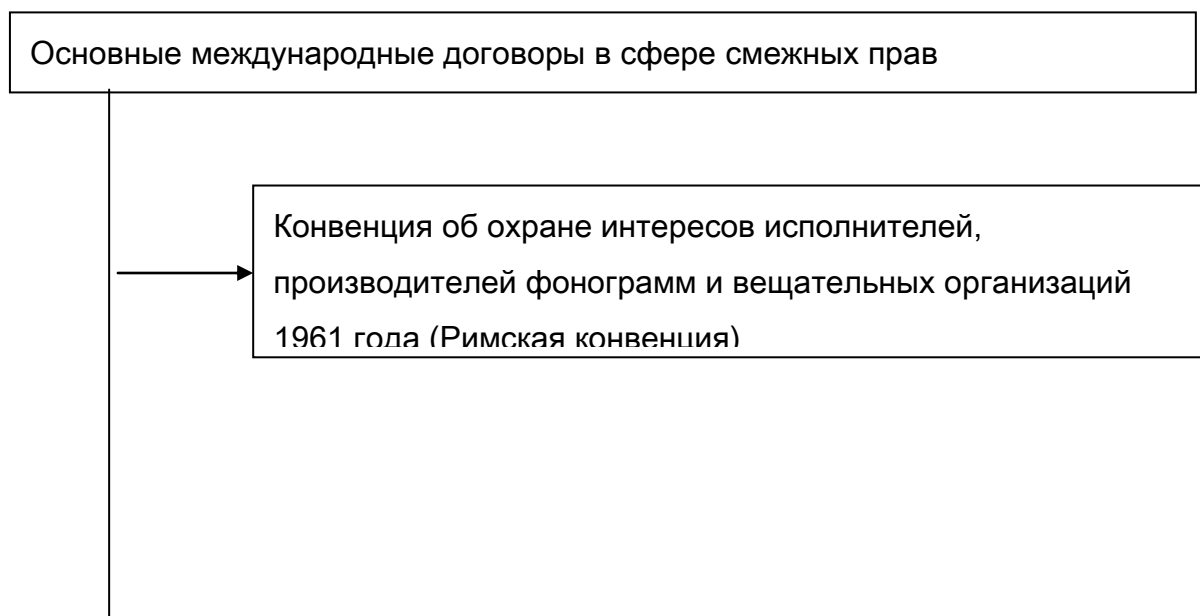 Основные международные договоры в сфере смежных прав
Конвенция об охране интересов исполнителей,
производителей фонограмм и вещательных организаций
1961 года (Римская конвенция)